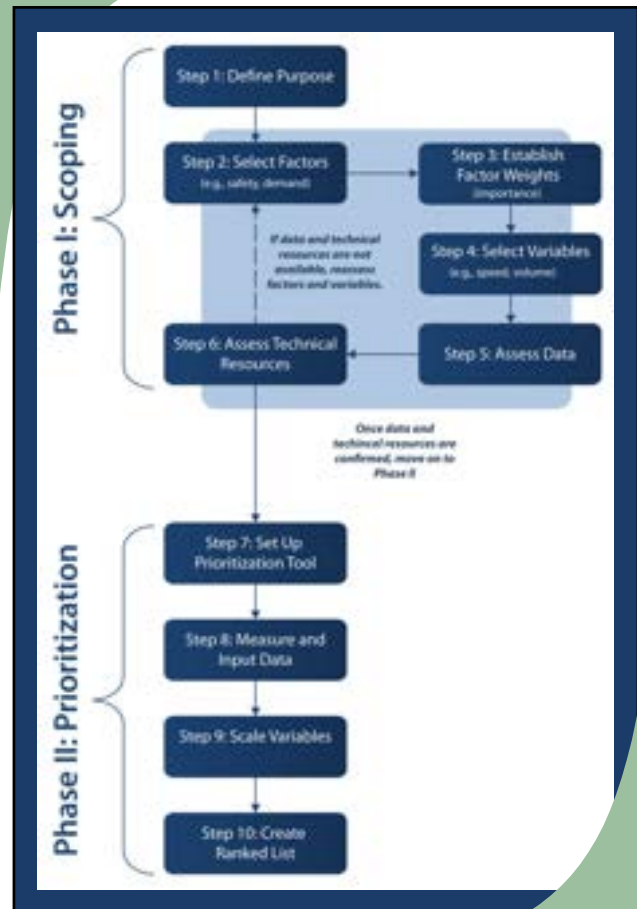 Phase I: Scoping
Step 1: Define Purpose
Step 2: Select Factors
(e.g., safety, demand)
Step 3: Establish
Factor Weights
(importance)
If data and technical
resources are not
available, reassess
factors and variables.
Step 4: Select Variables
(e.g., speed, volume)
Step 6: Assess Technical
Resources
Step 5: Assess Data
Once data and
techincal resources are
confirmed, move on to
Phase II
Phase II: Prioritization
Step 7: Set Up
Prioritization Tool
Step 8: Measure and
Input Data
Step 9: Scale Variables
Step 10: Create
Ranked List